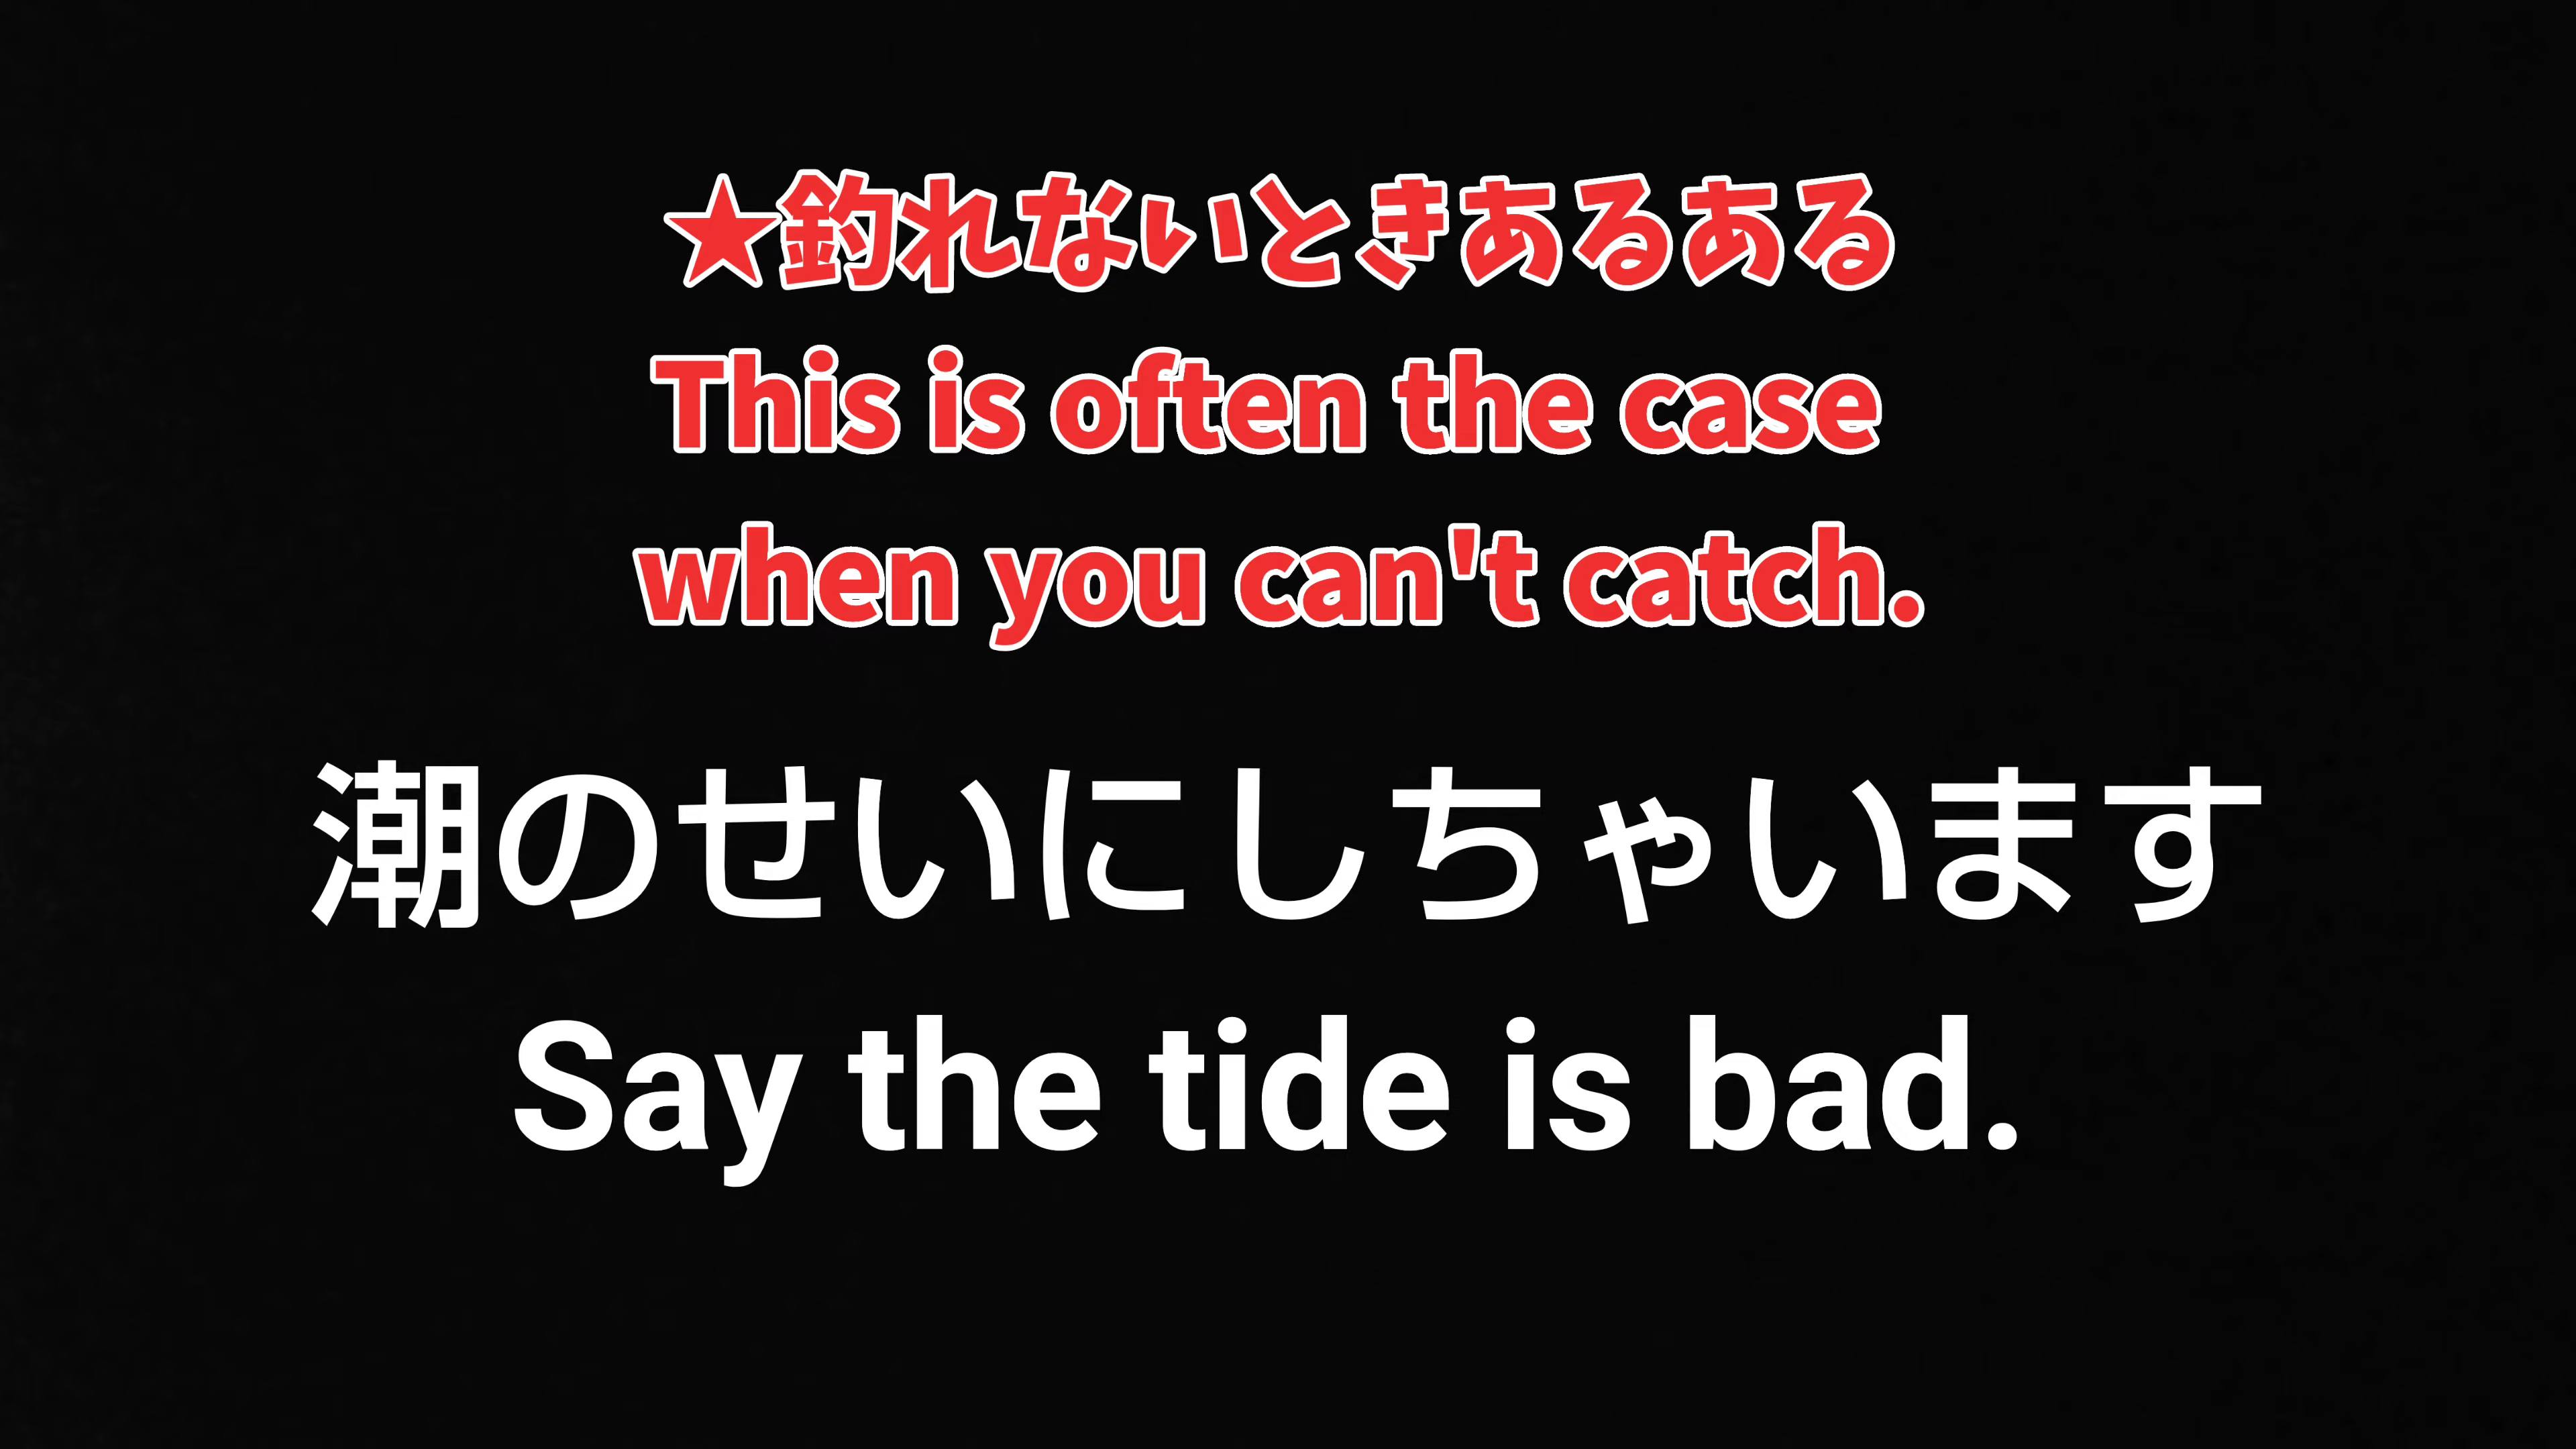 ★釣れないときあるある
This is often the case
when you can't catch.
潮のせいにしちゃいます
Say the tide is bad.